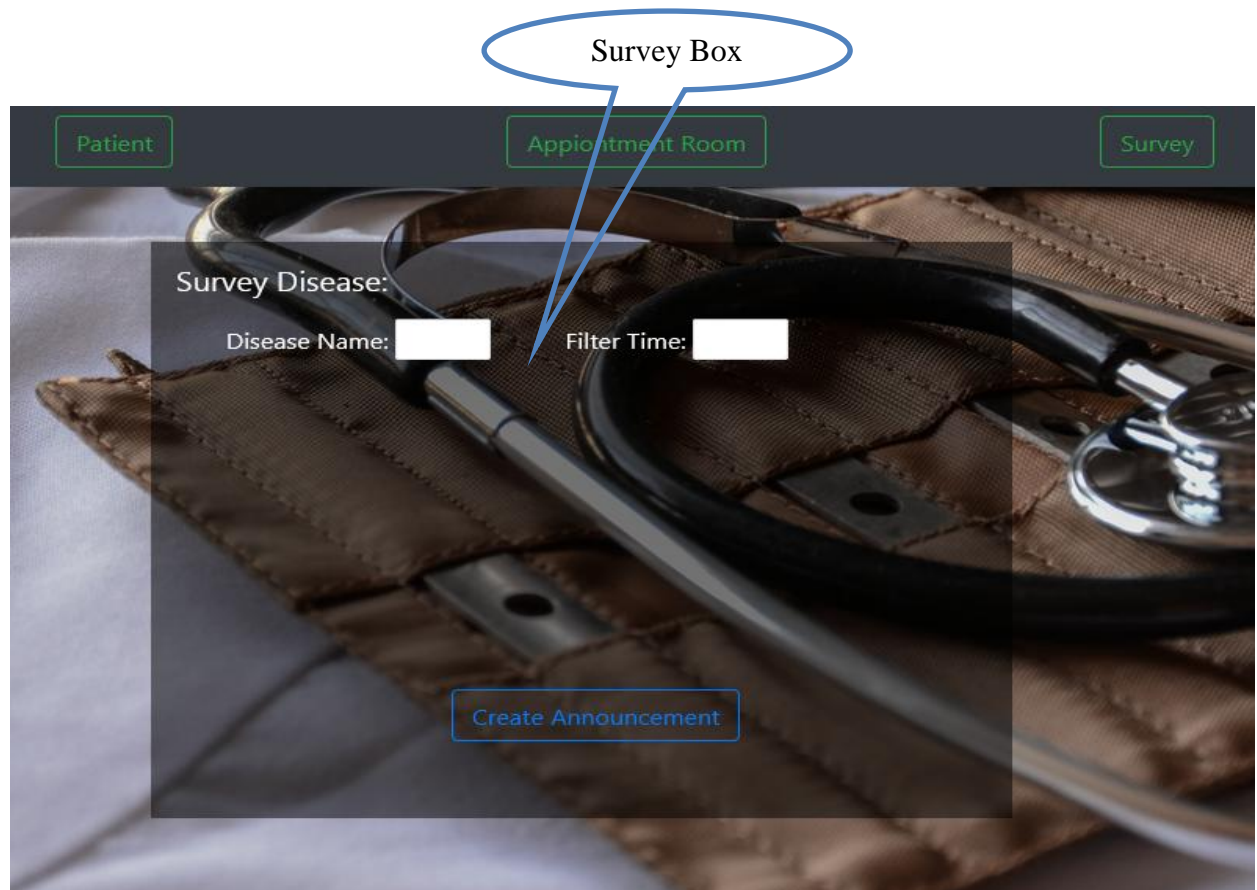 Survey Box
Patient
Appiontment Room
Survey
Survey Disease:
Disease Name:
Filter Time:
Create Announcement